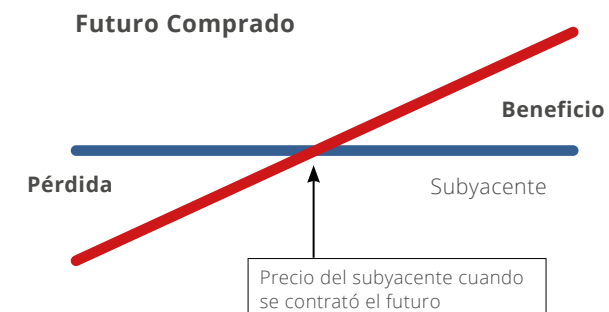 Futuro Comprado
Beneficio
Pérdida
Subyacente
Precio del subyacente cuando
se contrató el futuro